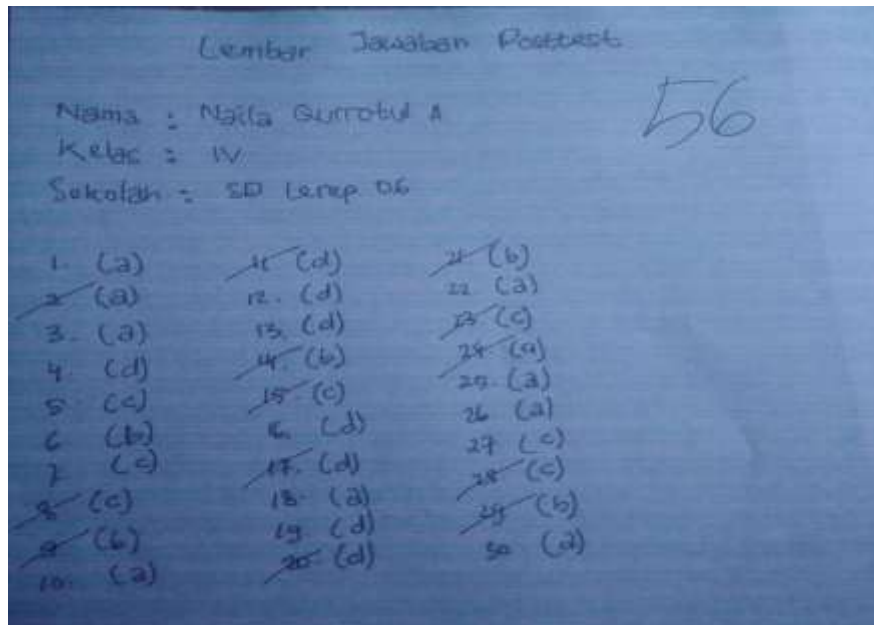 Lembar Jawaban Posttest
56
Nama : Naila Qurrotul A
Kelas : IV
Sekolah : SD Lerep 06
1. (a)
2. (a)
3. (a)
4. (d)
5. (c)
6 (b)
7 (c)
8 (c)
9 (b)
10. (a)
11 (d)
12. (d)
13. (d)
14. (b)
15. (c)
16. (d)
17. (d)
18. (a)
19. (d)
20. (d)
21 (b)
22 (a)
23 (c)
24. (a)
25. (a)
26 (a)
27 (c)
28 (c)
29 (b)
30 (a)